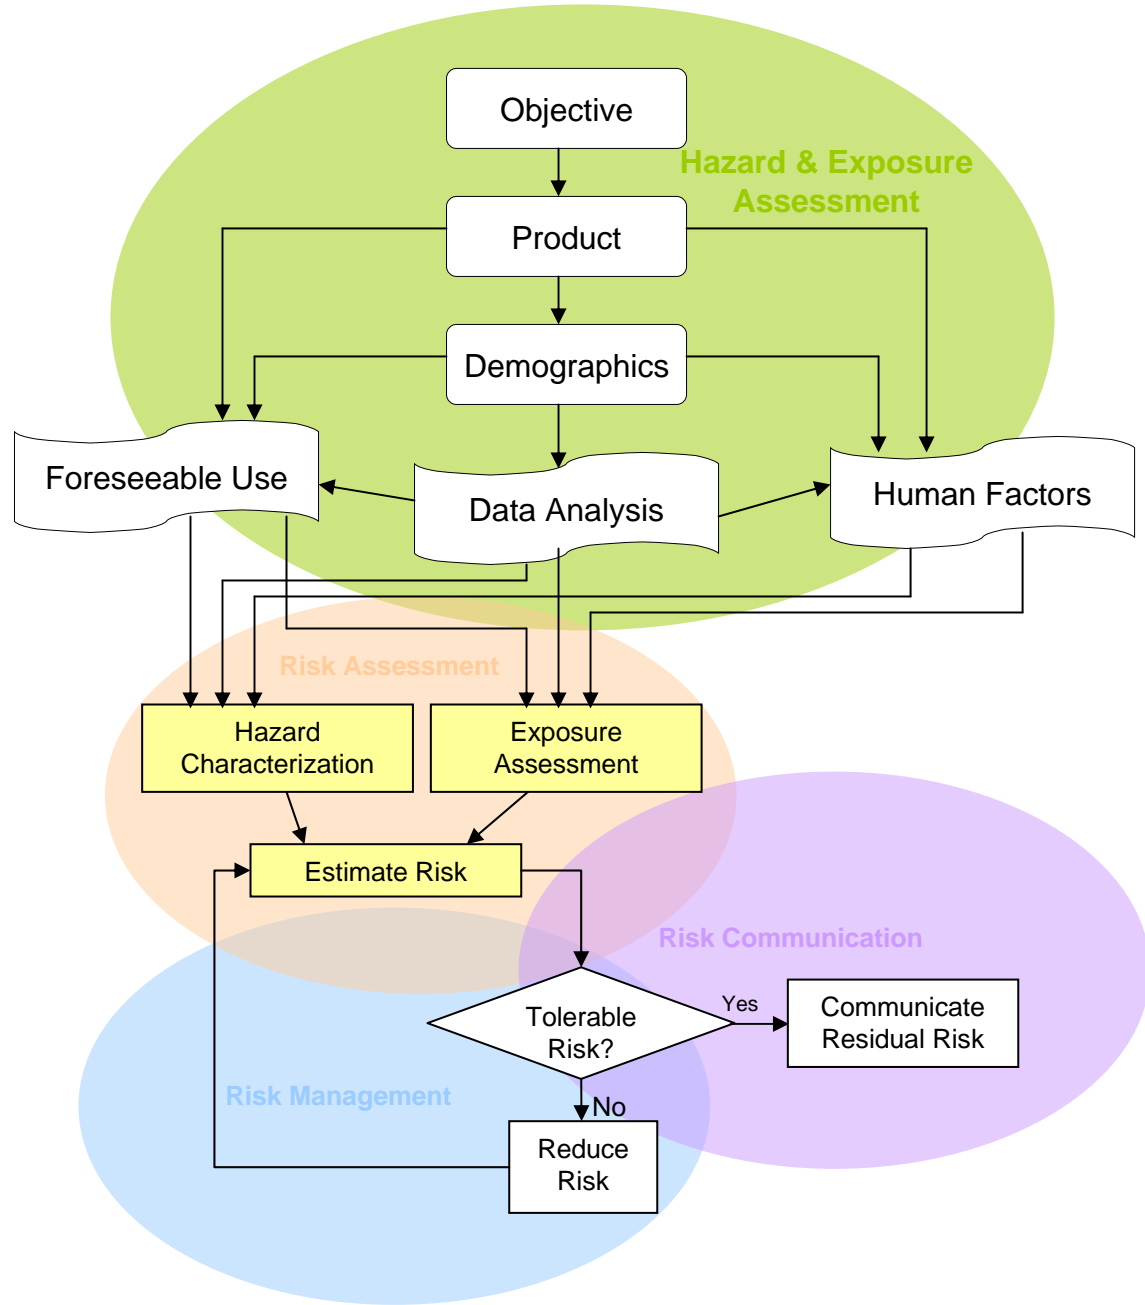 Objective
Hazard & Exposure
Assessment
Product
Demographics
Foreseeable Use
Data Analysis
Human Factors
Risk Assessment
Hazard
Characterization
Exposure
Assessment
Estimate Risk
Risk Communication
Tolerable
Risk?
Yes
Communicate
Residual Risk
Risk Management
No
Reduce
Risk